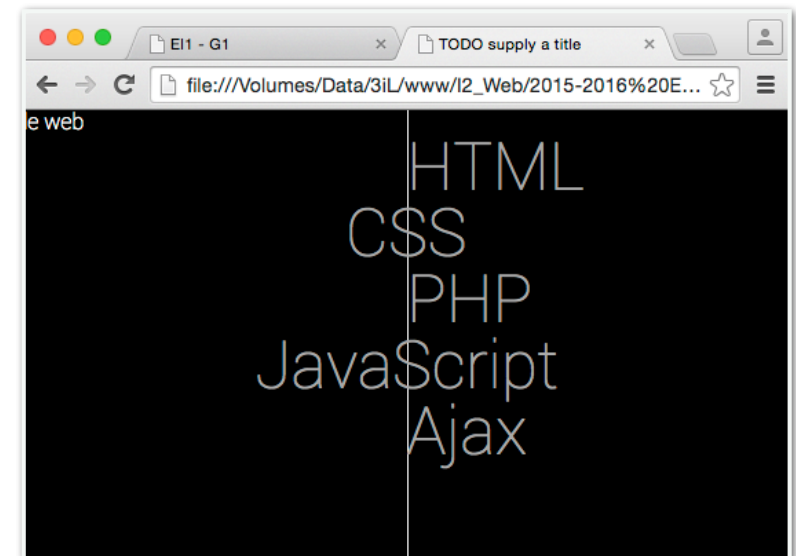 EI1 - G1
TODO supply a title
file:///Volumes/Data/3iL/www/I2_Web/2015-2016%20E...
le web
HTML
CSS
PHP
JavaScript
Ajax